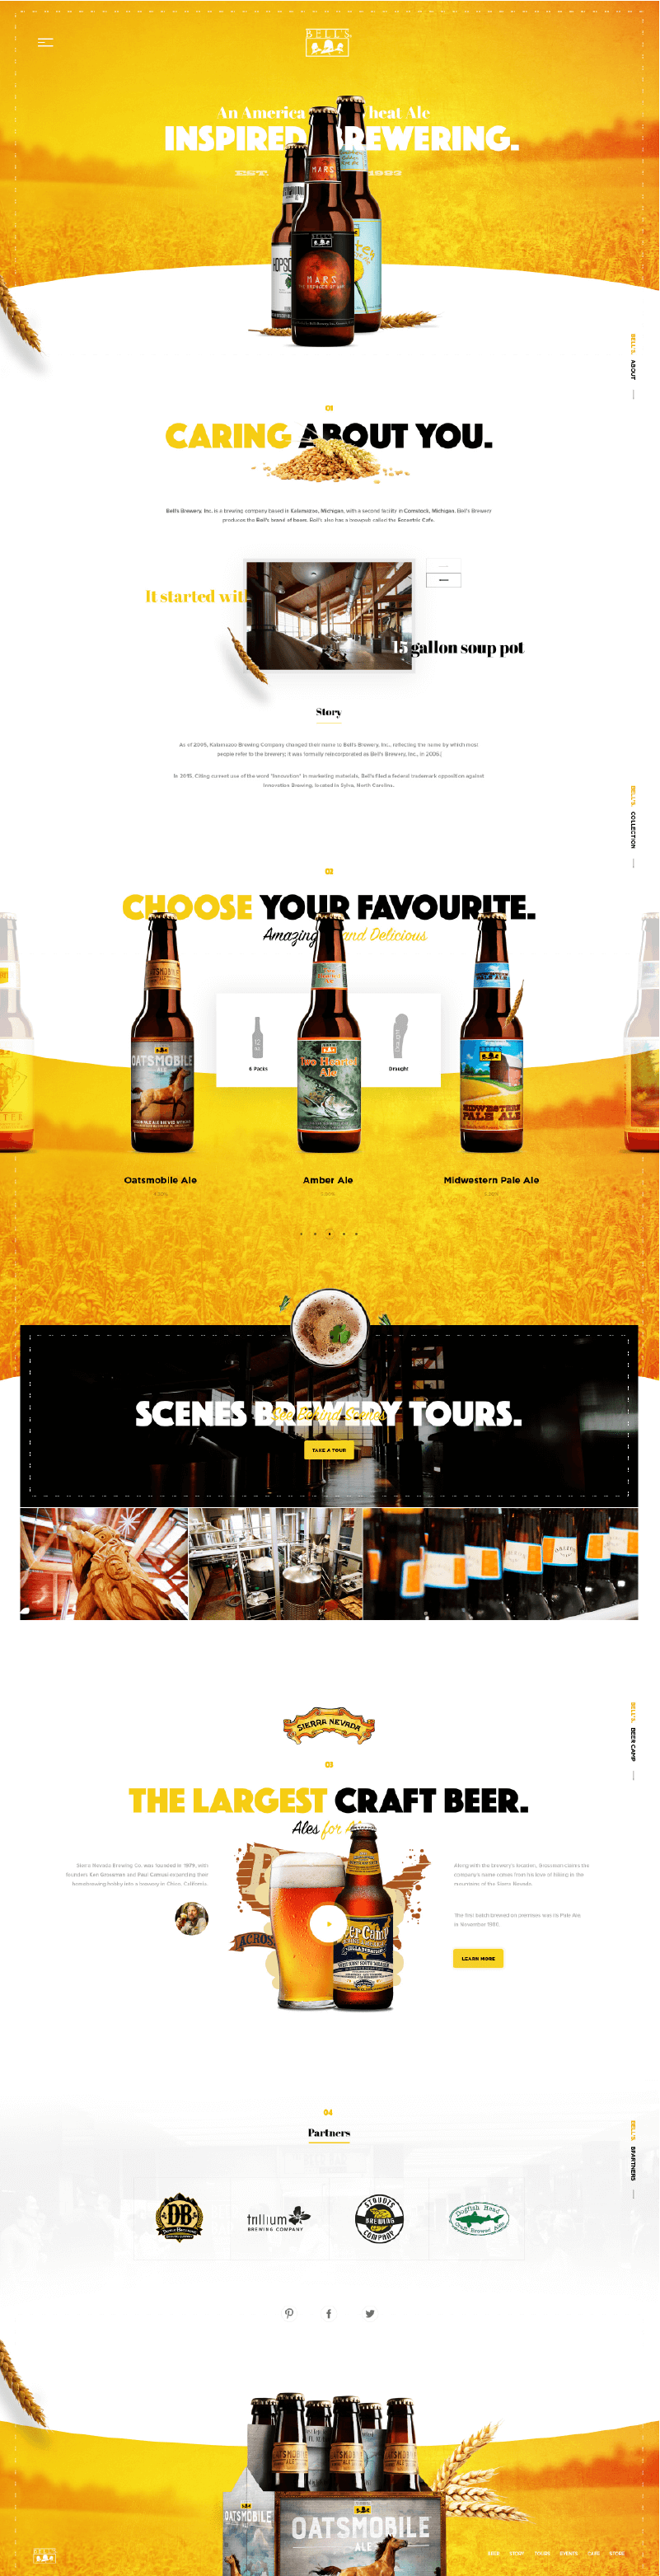 BELL'S
An America
heat Ale
INSPIRED BREWERING.
EST.
MARS
HOPSO
MARS
BELL'S. ABOUT
01
CARING ABOUT YOU.
Bell's Brewery, Inc. is a brewing company based in Kalamazoo, Michigan, with a second facility in Comstock, Michigan. Bell's Brewery
produces the Bell's brand of beers. Bell's also has a brewpub called the Eccentric Cafe.
It started with
15 gallon soup pot
Story
As of 2005, Kalamazoo Brewing Company changed their name to Bell's Brewery, Inc., reflecting the name by which most
people refer to the brewery; it was formally reincorporated as Bell's Brewery, Inc., in 2006.
In 2015, Citing current use of the word "Innovation" in marketing materials, Bell's filed a federal trademark opposition against
Innovation Brewing, located in Sylva, North Carolina.
BELL'S. COLLECTION
02
CHOOSE YOUR FAVOURITE.
Amazing and Delicious
OATSMOBILE
ALE
Two Hearted
Ale
MIDWESTERN
PALE ALE
6 Packs
Draught
Oatsmobile Ale
Amber Ale
Midwestern Pale Ale
SCENES BREWERY TOURS.
See Behind Scenes
TAKE A TOUR
SIERRA NEVADA
BELL'S. BEER CAMP
03
THE LARGEST CRAFT BEER.
Ales for
Sierra Nevada Brewing Co. was founded in 1979, with
founders Ken Grossman and Paul Camusi expanding their
homebrewing hobby into a brewery in Chico, California.
Along with the brewery's founder, Grossman claims the
company's name comes from his love of hiking in the
mountains of the Sierra Nevada.
The first batch brewed on premises was its Pale Ale
in November 1980.
ACROS
Beer Camp
LEARN MORE
04
Partners
BELL'S. BPARTNERS
DB
trillium
BREWING COMPANY
STOUDTS
BREWING
COMPANY
Dogfish Head
Craft Brewed Ales
OATSMOBILE
OATSMOBILE
ALE